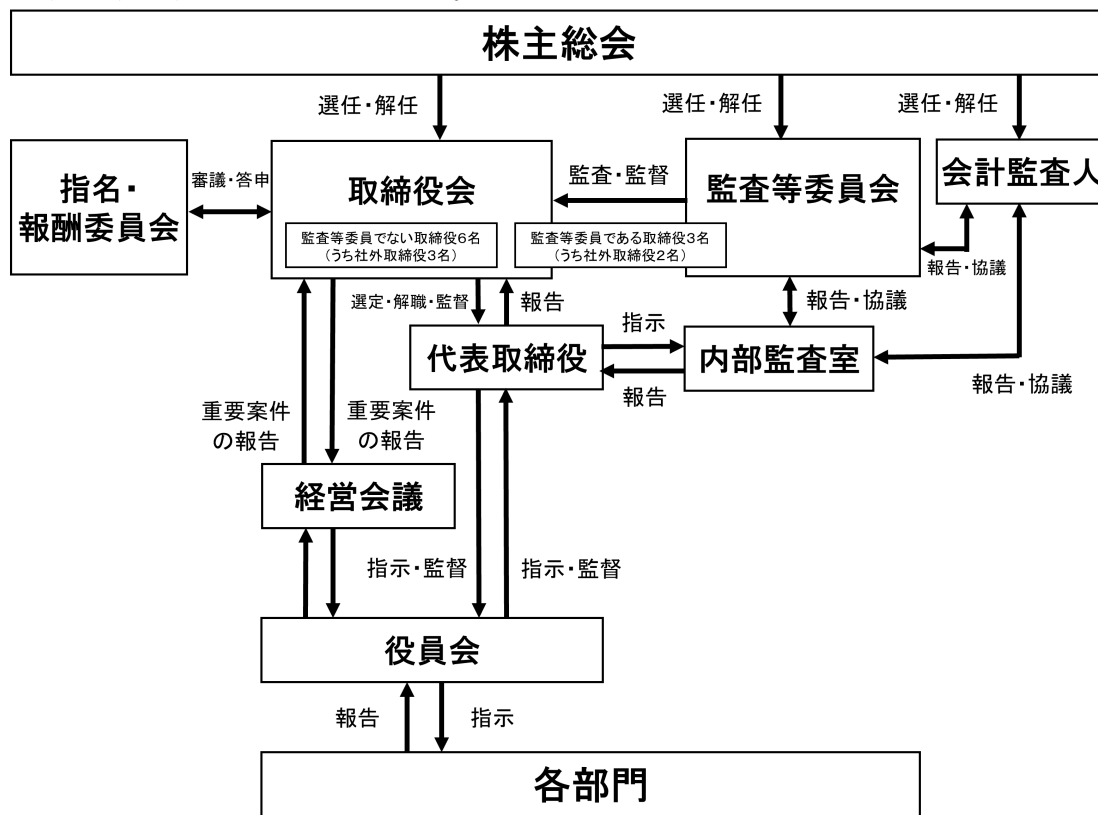 株主総会
選任・解任
選任・解任
選任・解任
指名・
報酬委員会
審議・答申
取締役会
監査等委員でない取締役6名
（うち社外取締役3名）
監査・監督
監査等委員会
監査等委員である取締役3名
（うち社外取締役2名）
会計監査人
報告・協議
選定・解職・監督
報告
報告・協議
代表取締役
指示
報告
内部監査室
報告・協議
重要案件
の報告
重要案件
の報告
経営会議
指示・監督
指示・監督
役員会
報告
指示
各部門